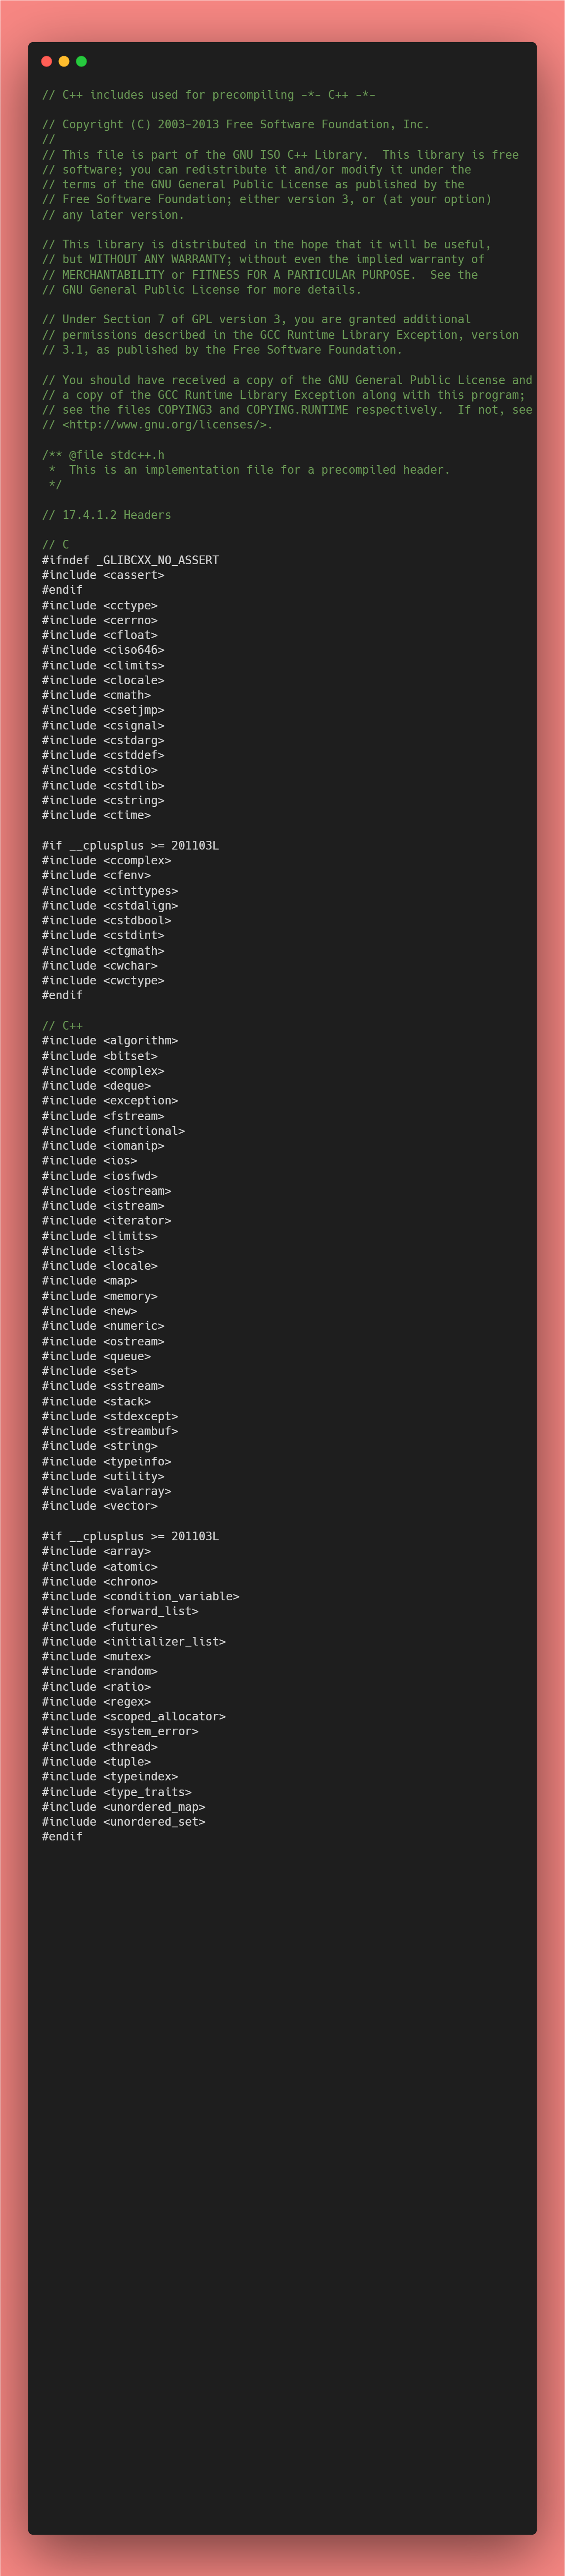 // C++ includes used for precompiling -*- C++ -*-
// Copyright (C) 2003-2013 Free Software Foundation, Inc.
//
// This file is part of the GNU ISO C++ Library.  This library is free
// software; you can redistribute it and/or modify it under the
// terms of the GNU General Public License as published by the
// Free Software Foundation; either version 3, or (at your option)
// any later version.
// This library is distributed in the hope that it will be useful,
// but WITHOUT ANY WARRANTY; without even the implied warranty of
// MERCHANTABILITY or FITNESS FOR A PARTICULAR PURPOSE.  See the
// GNU General Public License for more details.
// Under Section 7 of GPL version 3, you are granted additional
// permissions described in the GCC Runtime Library Exception, version
// 3.1, as published by the Free Software Foundation.
// You should have received a copy of the GNU General Public License and
// a copy of the GCC Runtime Library Exception along with this program;
// see the files COPYING3 and COPYING.RUNTIME respectively.  If not, see
// <http://www.gnu.org/licenses/>.
/** @file stdc++.h
 *  This is an implementation file for a precompiled header.
 */
// 17.4.1.2 Headers
// C
#ifndef _GLIBCXX_NO_ASSERT
#include <cassert>
#endif
#include <cctype>
#include <cerrno>
#include <cfloat>
#include <ciso646>
#include <climits>
#include <clocale>
#include <cmath>
#include <csetjmp>
#include <csignal>
#include <cstdarg>
#include <cstddef>
#include <cstdio>
#include <cstdlib>
#include <cstring>
#include <ctime>
#if __cplusplus >= 201103L
#include <ccomplex>
#include <cfenv>
#include <cinttypes>
#include <cstdalign>
#include <cstdbool>
#include <cstdint>
#include <ctgmath>
#include <cwchar>
#include <cwctype>
#endif
// C++
#include <algorithm>
#include <bitset>
#include <complex>
#include <deque>
#include <exception>
#include <fstream>
#include <functional>
#include <iomanip>
#include <ios>
#include <iosfwd>
#include <iostream>
#include <istream>
#include <iterator>
#include <limits>
#include <list>
#include <locale>
#include <map>
#include <memory>
#include <new>
#include <numeric>
#include <ostream>
#include <queue>
#include <set>
#include <sstream>
#include <stack>
#include <stdexcept>
#include <streambuf>
#include <string>
#include <typeinfo>
#include <utility>
#include <valarray>
#include <vector>
#if __cplusplus >= 201103L
#include <array>
#include <atomic>
#include <chrono>
#include <condition_variable>
#include <forward_list>
#include <future>
#include <initializer_list>
#include <mutex>
#include <random>
#include <ratio>
#include <regex>
#include <scoped_allocator>
#include <system_error>
#include <thread>
#include <tuple>
#include <typeindex>
#include <type_traits>
#include <unordered_map>
#include <unordered_set>
#endif